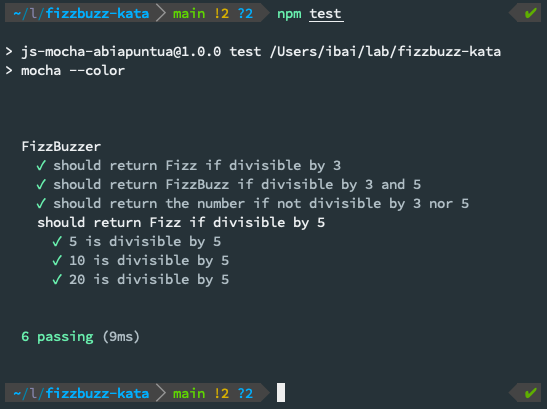 ~/l/fizzbuzz-kata main !2 ?2 npm test ✔
> js-mocha-abiapuntua@1.0.0 test /Users/ibai/lab/fizzbuzz-kata
> mocha --color
FizzBuzzer
✓ should return Fizz if divisible by 3
✓ should return FizzBuzz if divisible by 3 and 5
✓ should return the number if not divisible by 3 nor 5
should return Fizz if divisible by 5
✓ 5 is divisible by 5
✓ 10 is divisible by 5
✓ 20 is divisible by 5
6 passing (9ms)
~/l/fizzbuzz-kata main !2 ?2 ✔